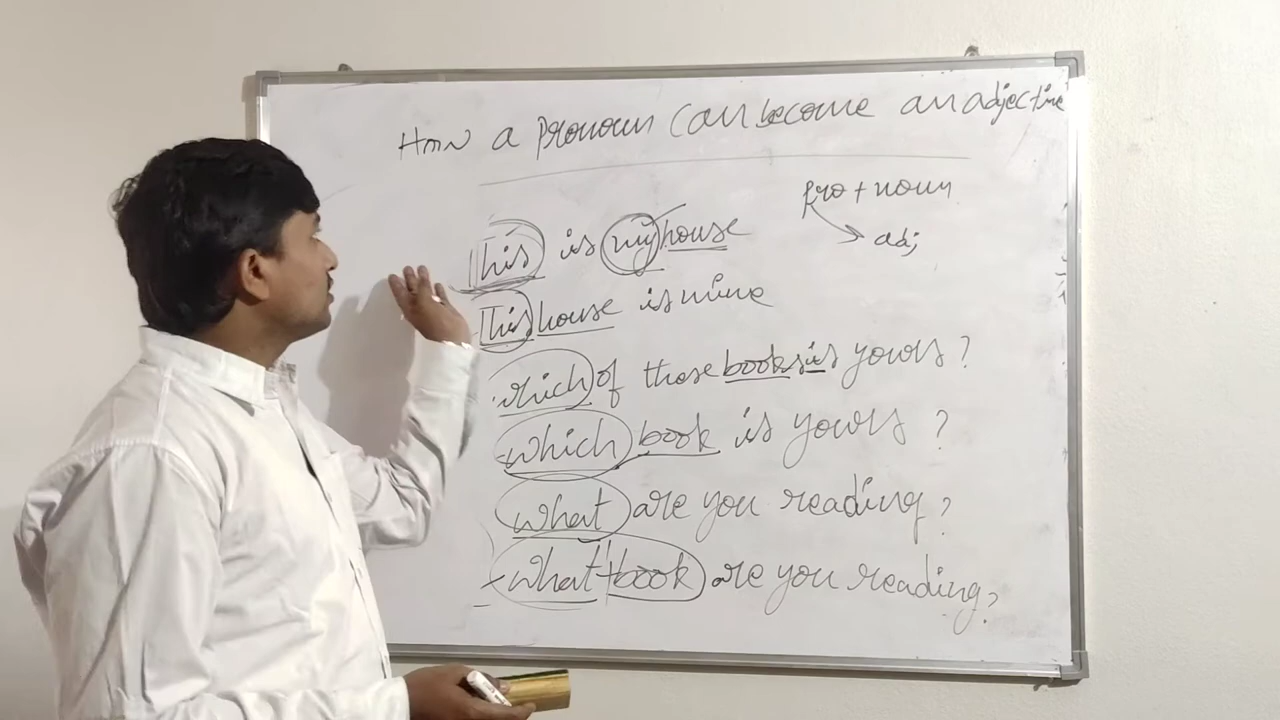 How a pronoun can become an adjective
pro + noun
adj
This is my house
This house is mine
which of these books is yours ?
which book is yours ?
what are you reading ?
what + book are you reading ?